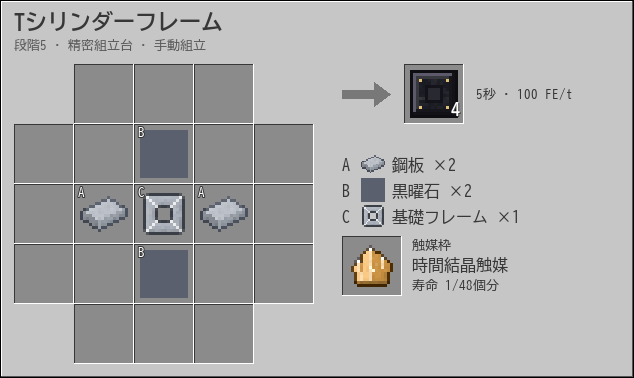 Tシリンダーフレーム
段階5 · 精密組立台 · 手動組立
B
A
C
A
B
4
5秒 · 100 FE/t
A 鋼板 ×2
B 黒曜石 ×2
C 基礎フレーム ×1
触媒枠
時間結晶触媒
寿命 1/48個分